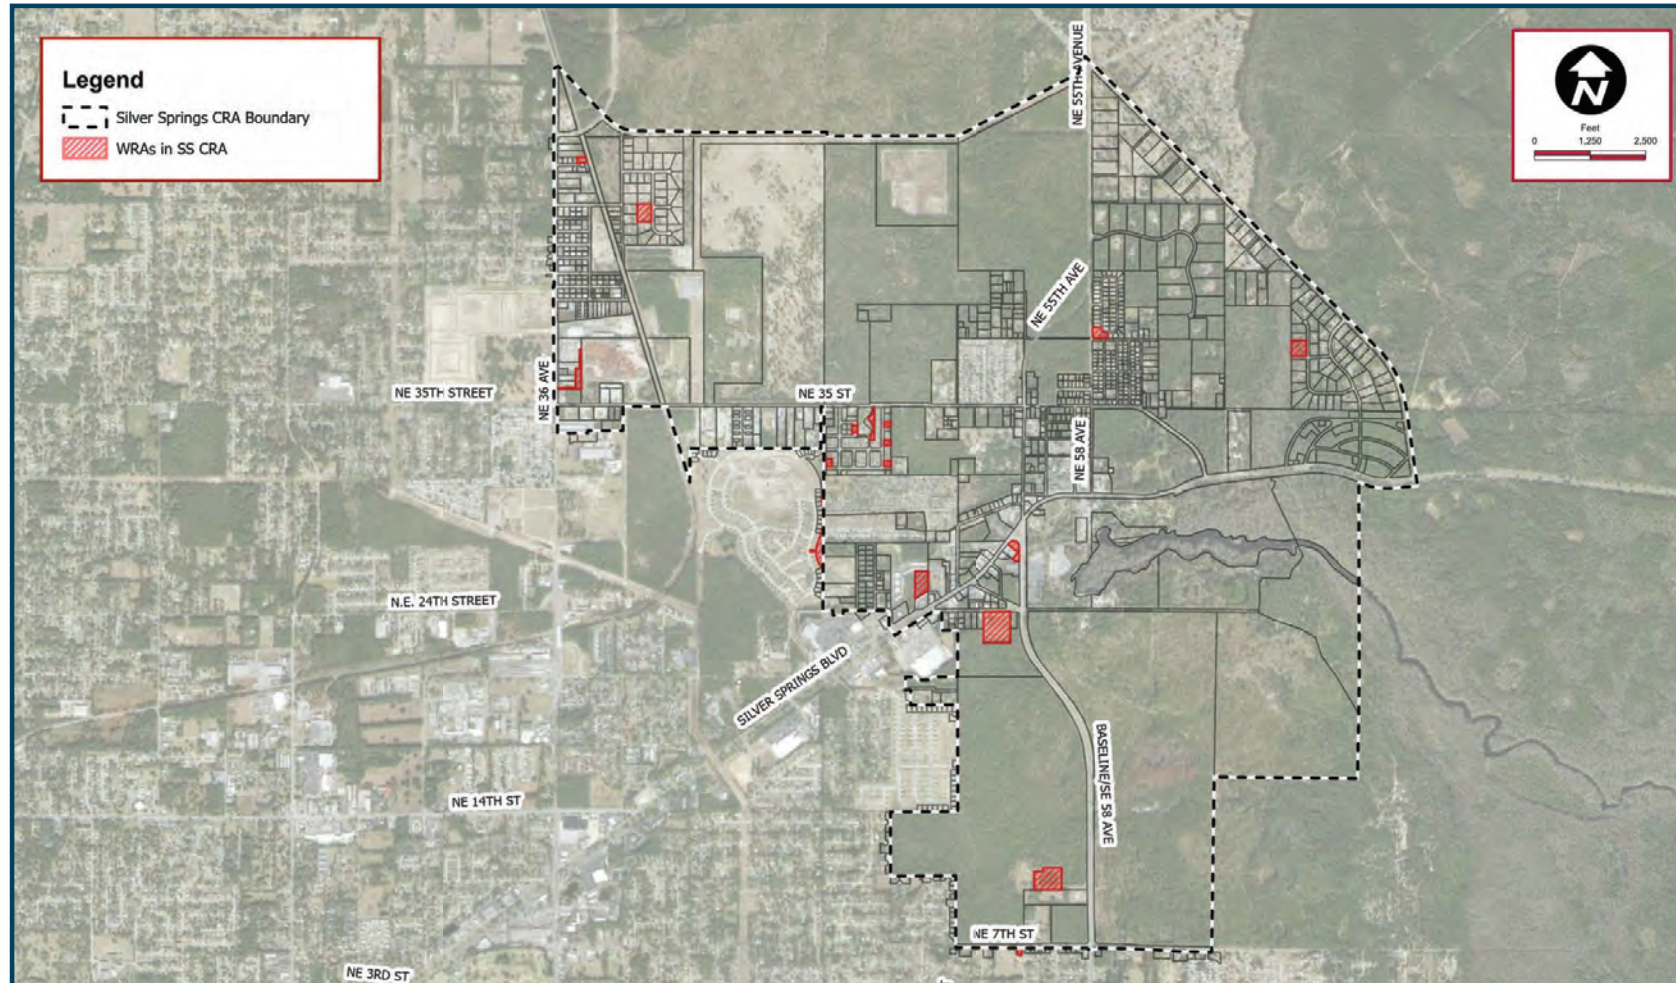 Legend
Silver Springs CRA Boundary
WRAs in SS CRA
N
Feet
0 1,250 2,500
NE 55TH AVENUE
NE 55TH AVE
NE 36 AVE
NE 35TH STREET
NE 35 ST
NE 58 AVE
N.E. 24TH STREET
SILVER SPRINGS BLVD
BASELINE/SE 58 AVE
NE 14TH ST
NE 7TH ST
NE 3RD ST